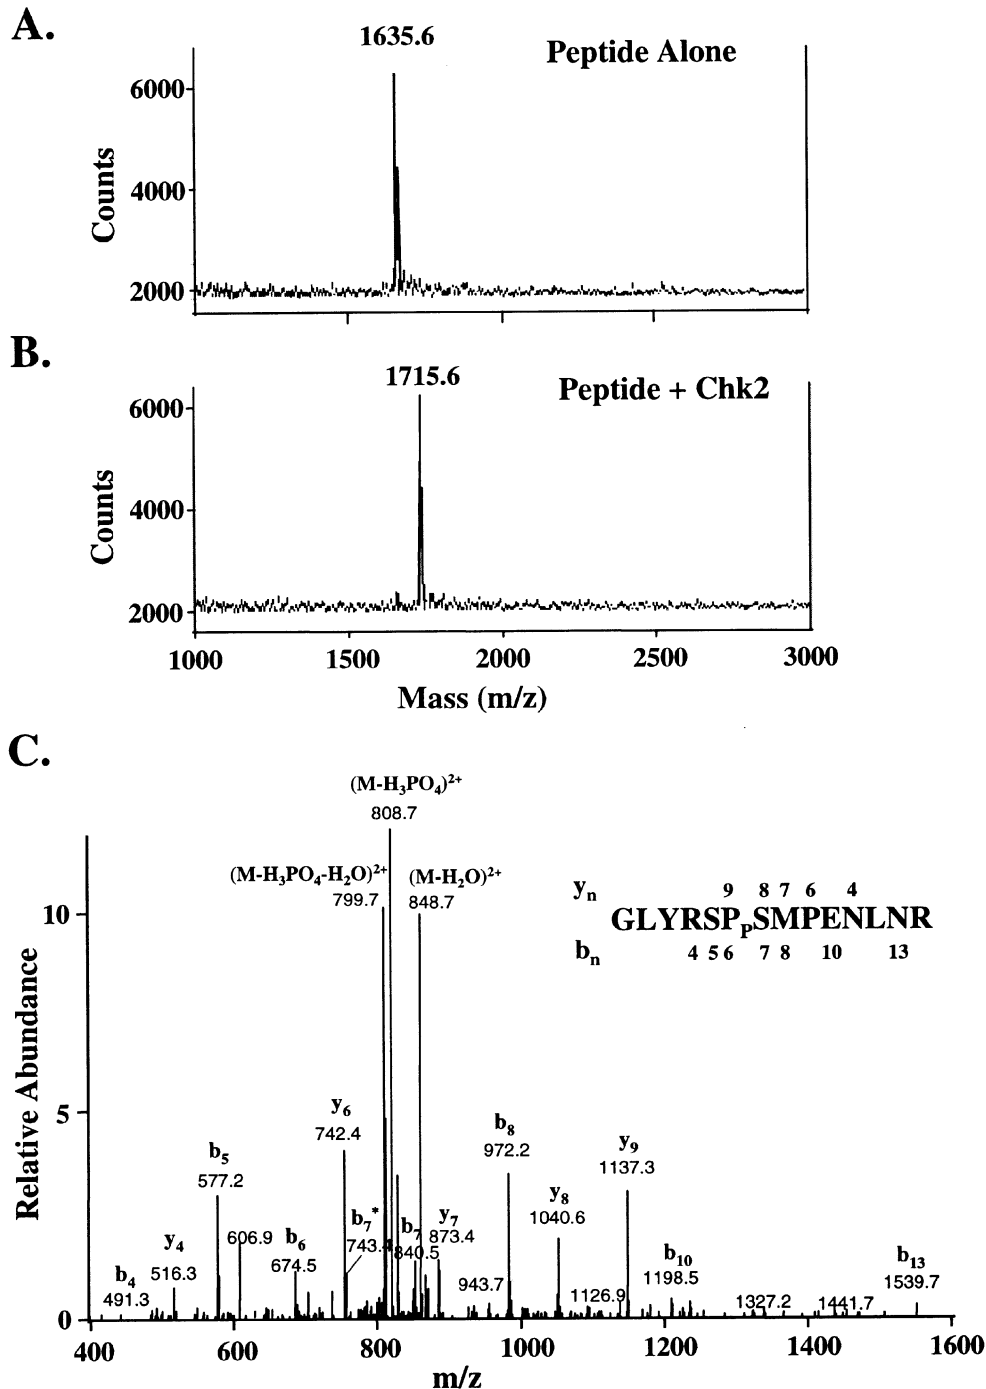 A.
1635.6
Peptide Alone
6000
4000
2000
Counts
B.
1715.6
Peptide + Chk2
6000
4000
2000
Counts
1000 1500 2000 2500 3000
Mass (m/z)
C.
(M-H3PO4)2+
808.7
(M-H3PO4-H2O)2+
799.7
(M-H2O)2+
848.7
yn 9 8 7 6 4
GLYRSPPSMPENLNR
bn 4 5 6 7 8 10 13
10
5
0
Relative Abundance
b4
491.3
y4
516.3
b5
577.2
606.9
b6
674.5
y6
742.4
b7*
743.4
b7
840.5
y7
873.4
943.7
b8
972.2
y8
1040.6
1126.9
y9
1137.3
b10
1198.5
1327.2
1441.7
b13
1539.7
400 600 800 1000 1200 1400 1600
m/z